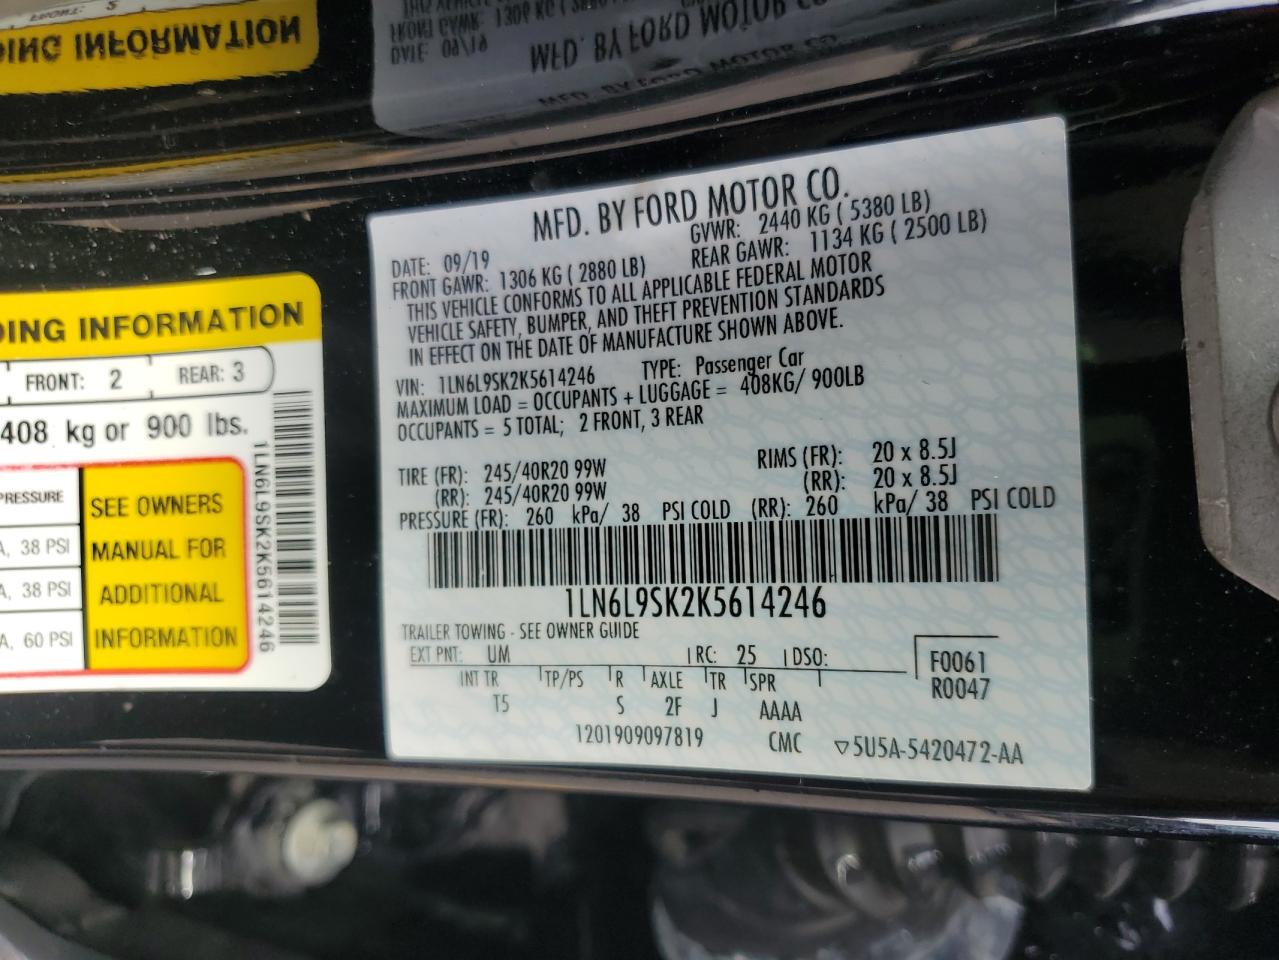 DING INFORMATION
FRONT: 2 REAR: 3
408 kg or 900 lbs.
PRESSURE
A, 38 PSI
A, 38 PSI
A, 60 PSI
SEE OWNERS
MANUAL FOR
ADDITIONAL
INFORMATION
1LN6L9SK2K5614246
MFD. BY FORD MOTOR CO.
DATE: 09/19 GVWR: 2440 KG ( 5380 LB)
FRONT GAWR: 1306 KG ( 2880 LB) REAR GAWR: 1134 KG ( 2500 LB)
THIS VEHICLE CONFORMS TO ALL APPLICABLE FEDERAL MOTOR
VEHICLE SAFETY, BUMPER, AND THEFT PREVENTION STANDARDS
IN EFFECT ON THE DATE OF MANUFACTURE SHOWN ABOVE.
VIN: 1LN6L9SK2K5614246 TYPE: Passenger Car
MAXIMUM LOAD = OCCUPANTS + LUGGAGE = 408KG/ 900LB
OCCUPANTS = 5 TOTAL; 2 FRONT, 3 REAR
TIRE (FR): 245/40R20 99W RIMS (FR): 20 x 8.5J
(RR): 245/40R20 99W (RR): 20 x 8.5J
PRESSURE (FR): 260 kPa/ 38 PSI COLD (RR): 260 kPa/ 38 PSI COLD
1LN6L9SK2K5614246
TRAILER TOWING - SEE OWNER GUIDE
EXT PNT: UM RC: 25 DSO: F0061
INT TR TP/PS R AXLE TR SPR R0047
T5 S 2F J AAAA
1201909097819 CMC ▽5U5A-5420472-AA